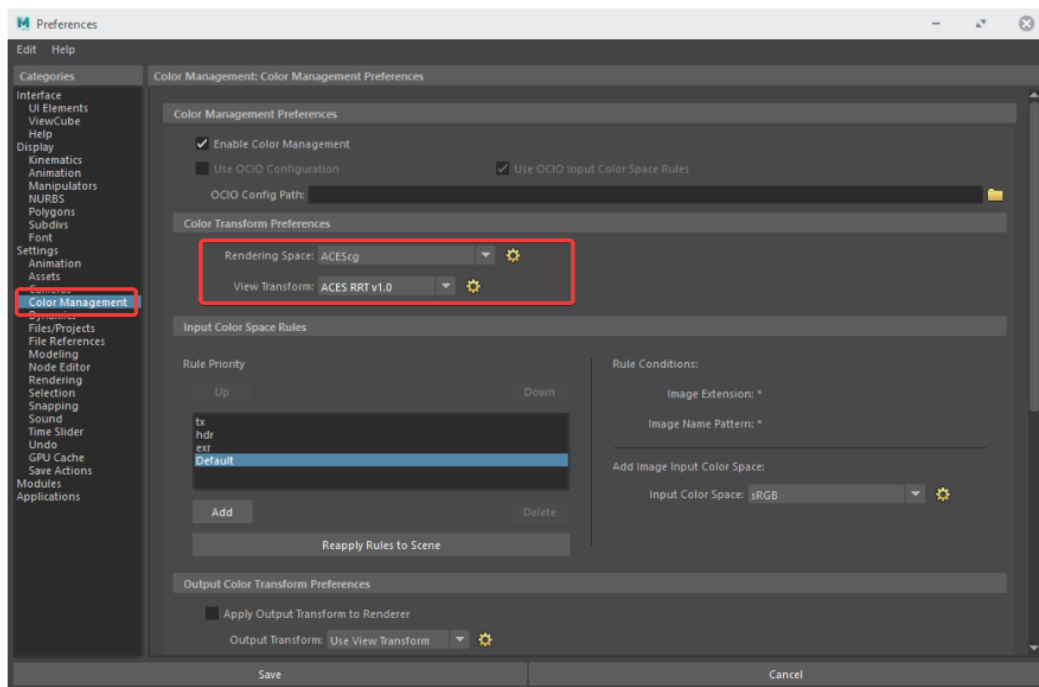 Preferences
Edit Help
Categories
Interface
UI Elements
ViewCube
Help
Display
Kinematics
Animation
Manipulators
NURBS
Polygons
Subdivs
Font
Settings
Animation
Assets
Cameras
Color Management
Dynamics
Files/Projects
File References
Modeling
Node Editor
Rendering
Selection
Snapping
Sound
Time Slider
Undo
GPU Cache
Save Actions
Modules
Applications
Color Management: Color Management Preferences
Color Management Preferences
Enable Color Management
Use OCIO Configuration Use OCIO Input Color Space Rules
OCIO Config Path:
Color Transform Preferences
Rendering Space: ACEScg
View Transform: ACES RRT v1.0
Input Color Space Rules
Rule Priority
Up Down
tx
hdr
exr
Default
Add Delete
Reapply Rules to Scene
Rule Conditions:
Image Extension: *
Image Name Pattern: *
Add Image Input Color Space:
Input Color Space: sRGB
Output Color Transform Preferences
Apply Output Transform to Renderer
Output Transform: Use View Transform
Save Cancel